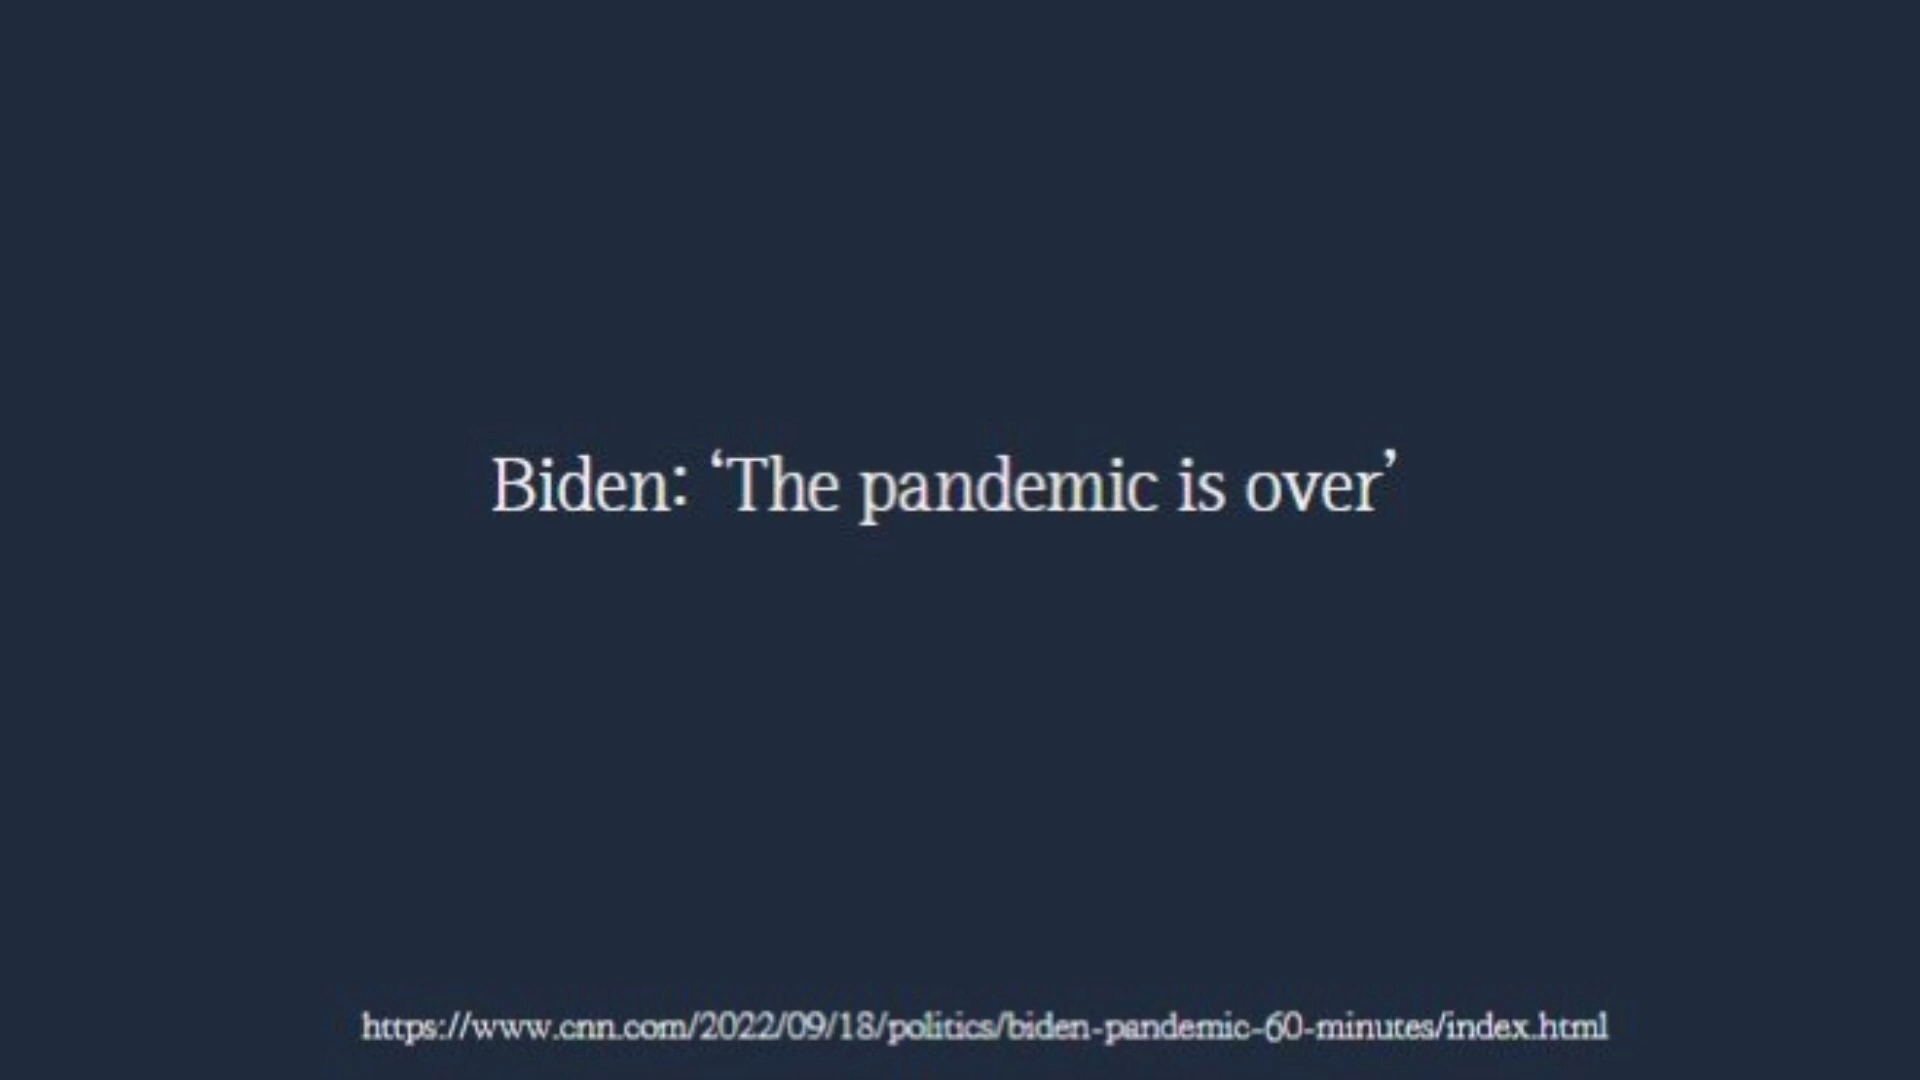 Biden: ‘The pandemic is over’
https://www.cnn.com/2022/09/18/politics/biden-pandemic-60-minutes/index.html